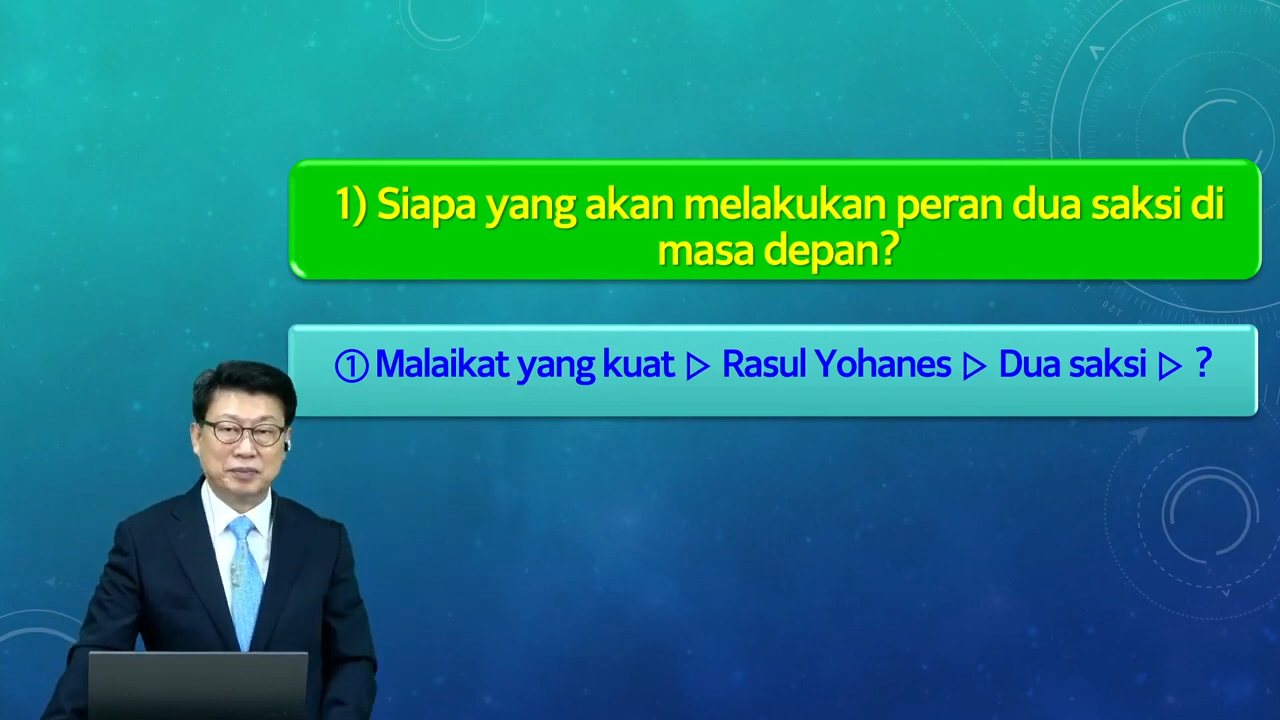 1) Siapa yang akan melakukan peran dua saksi di
masa depan?
① Malaikat yang kuat ▷ Rasul Yohanes ▷ Dua saksi ▷ ?